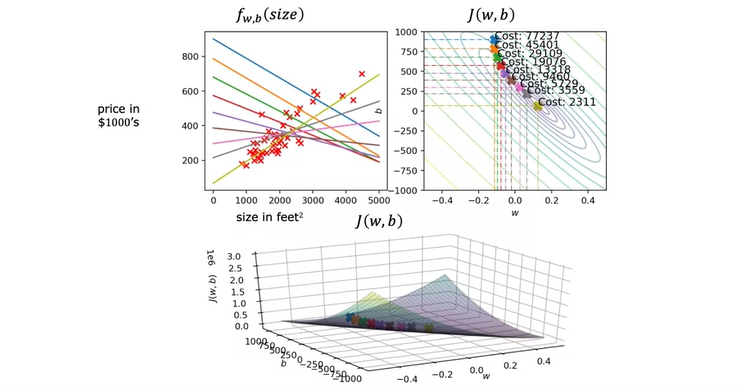 f_{w,b}(size)
J(w,b)
price in
$1000's
800
600
400
200
0 1000 2000 3000 4000 5000
size in feet²
b
1000
750
500
250
0
−250
−500
−750
−1000
−0.4 −0.2 0.0 0.2 0.4
w
Cost: 77237
Cost: 45401
Cost: 29109
Cost: 19076
Cost: 13318
Cost: 9460
Cost: 5729
Cost: 3559
Cost: 2311
J(w,b)
1e6
J(w, b)
3.0
2.5
2.0
1.5
1.0
0.5
0.0
1000
750
500
250
0
−250
−500
−750
−1000
b
−0.4 −0.2 0.0 0.2 0.4
w